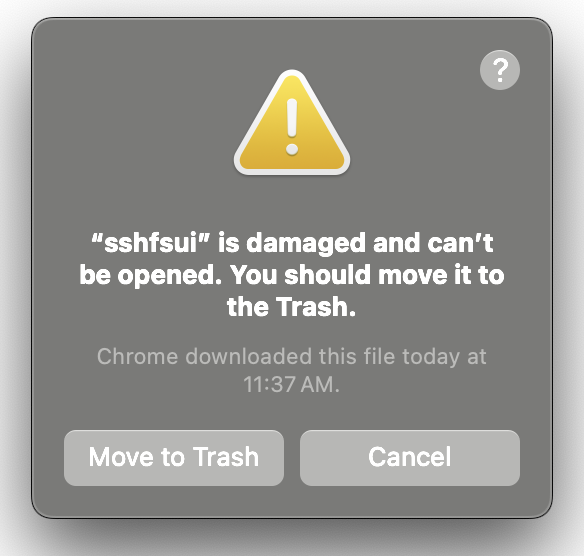 ?
“sshfsui” is damaged and can’t
be opened. You should move it to
the Trash.
Chrome downloaded this file today at
11:37 AM.
Move to Trash
Cancel